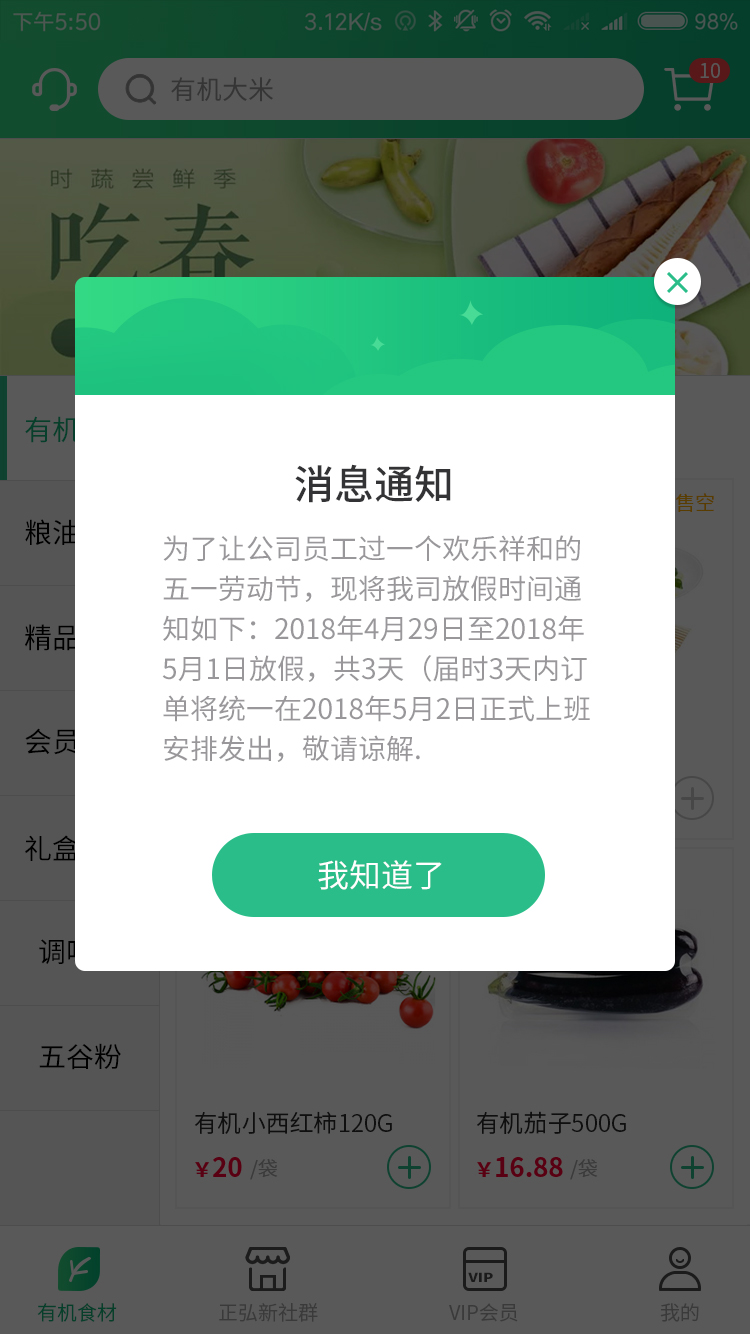 下午5:50
3.12K/s
98%
有机大米
10
时蔬尝鲜季
吃春
有机
售空
粮油
精品
会员
礼盒
消息通知
为了让公司员工过一个欢乐祥和的
五一劳动节，现将我司放假时间通
知如下：2018年4月29日至2018年
5月1日放假，共3天（届时3天内订
单将统一在2018年5月2日正式上班
安排发出，敬请谅解.
我知道了
五谷粉
有机小西红柿120G
¥20 /袋
有机茄子500G
¥16.88 /袋
有机食材
正弘新社群
VIP
VIP会员
我的